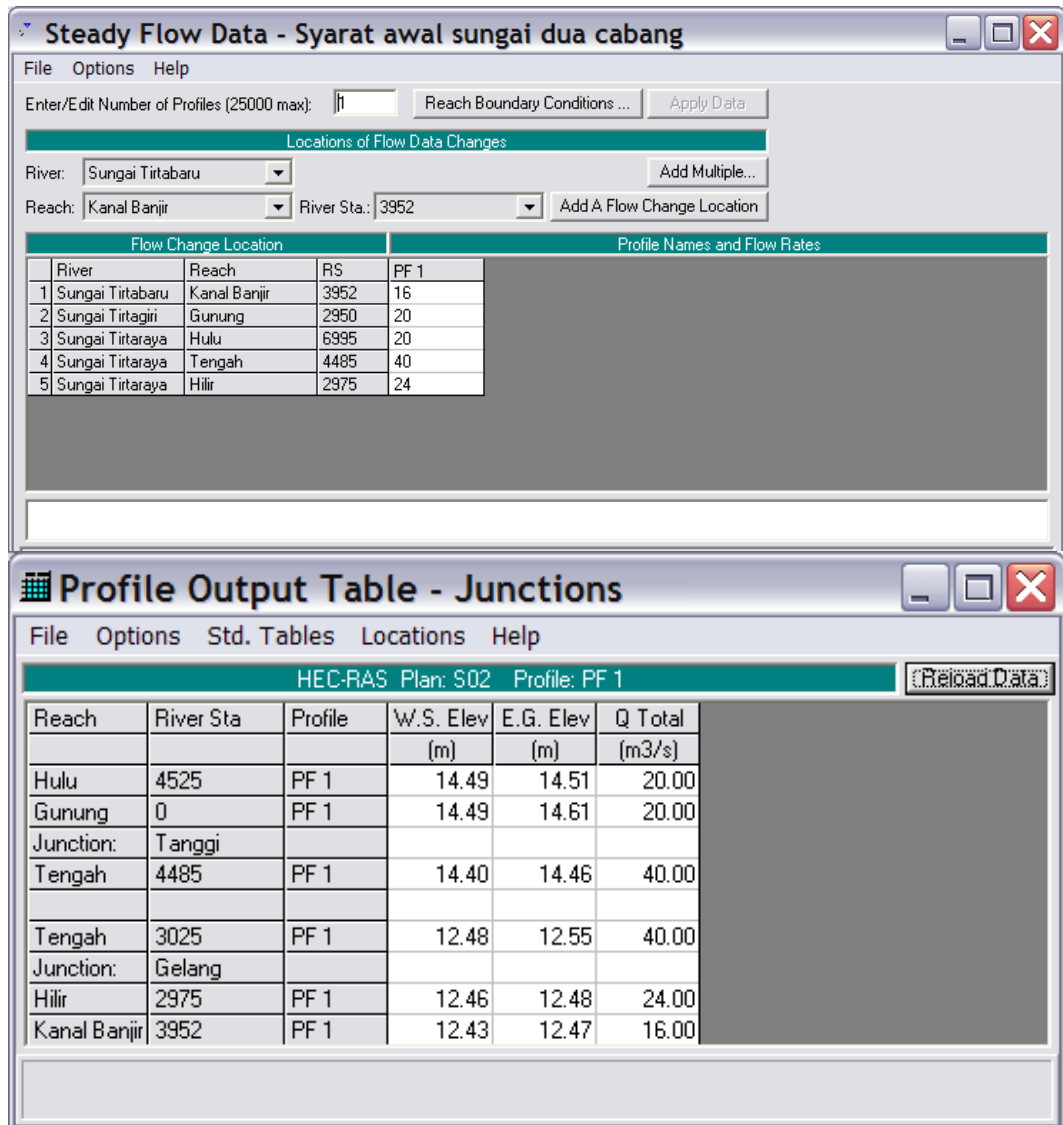 Steady Flow Data - Syarat awal sungai dua cabang
File Options Help
Enter/Edit Number of Profiles (25000 max): 1 Reach Boundary Conditions ... Apply Data
Locations of Flow Data Changes
River: Sungai Tirtabaru Add Multiple...
Reach: Kanal Banjir River Sta.: 3952 Add A Flow Change Location
Flow Change Location Profile Names and Flow Rates
River Reach RS PF 1
1 Sungai Tirtabaru Kanal Banjir 3952 16
2 Sungai Tirtagiri Gunung 2950 20
3 Sungai Tirtaraya Hulu 6995 20
4 Sungai Tirtaraya Tengah 4485 40
5 Sungai Tirtaraya Hilir 2975 24
Profile Output Table - Junctions
File Options Std. Tables Locations Help
HEC-RAS Plan: S02 Profile: PF 1 Reload Data
Reach River Sta Profile W.S. Elev E.G. Elev Q Total
(m) (m) (m3/s)
Hulu 4525 PF 1 14.49 14.51 20.00
Gunung 0 PF 1 14.49 14.61 20.00
Junction: Tanggi
Tengah 4485 PF 1 14.40 14.46 40.00
Tengah 3025 PF 1 12.48 12.55 40.00
Junction: Gelang
Hilir 2975 PF 1 12.46 12.48 24.00
Kanal Banjir 3952 PF 1 12.43 12.47 16.00